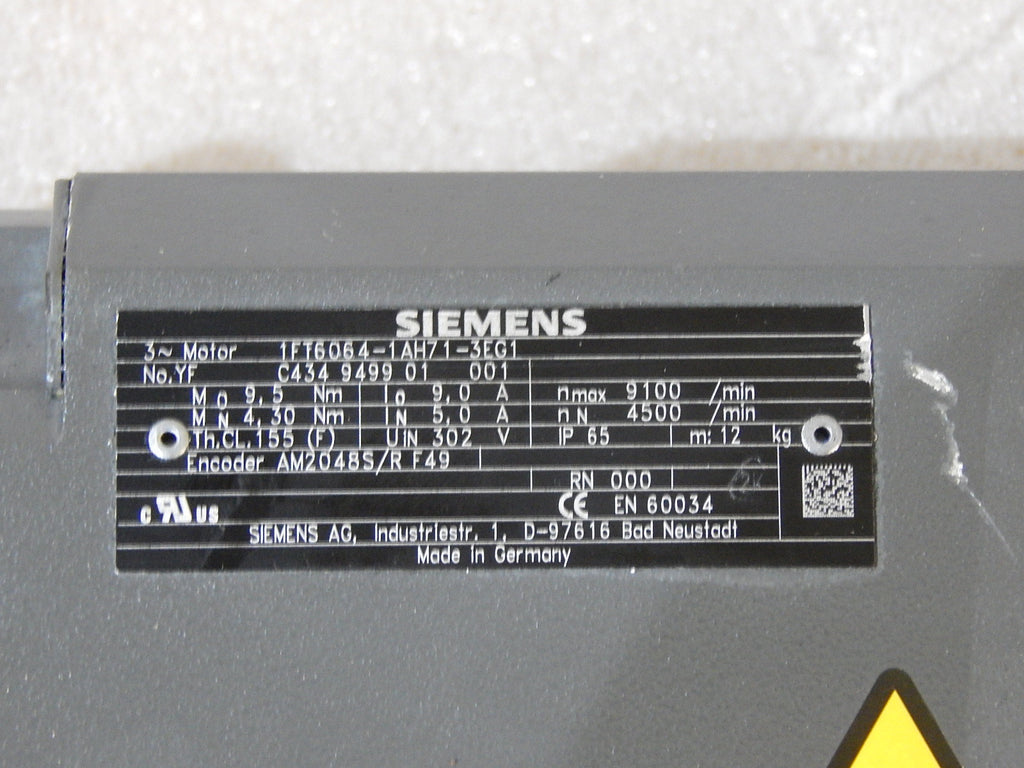 SIEMENS
3~ Motor 1FT6064-1AH71-3EG1
No.YF C434 9499 01 001
M0 9,5 Nm I0 9,0 A nmax 9100 /min
MN 4,30 Nm IN 5,0 A nN 4500 /min
Th.CL.155 (F) UIN 302 V IP 65 m: 12 kg
Encoder AM2048S/R F49
RN 000
CE EN 60034
c RU us
SIEMENS AG, Industriestr. 1, D-97616 Bad Neustadt
Made in Germany